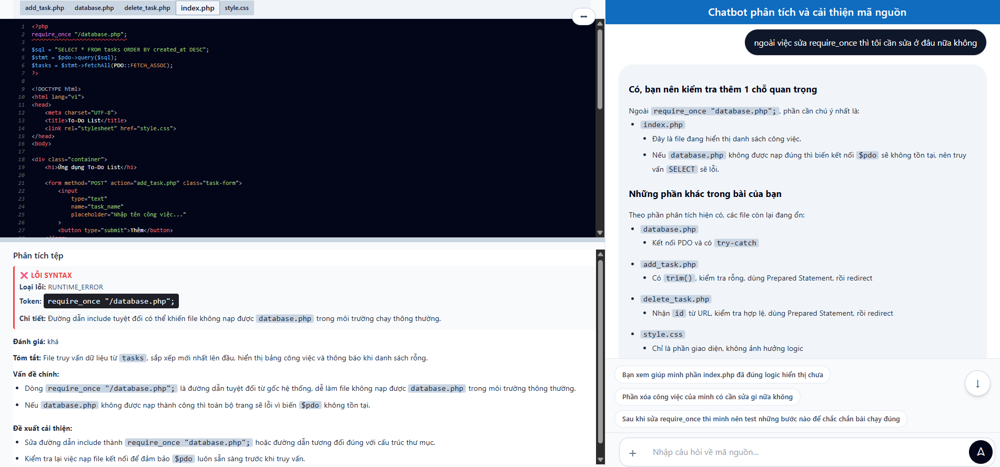 add_task.php database.php delete_task.php index.php style.css
1 <?php
2 require_once "/database.php";
3
4 $sql = "SELECT * FROM tasks ORDER BY created_at DESC";
5 $stmt = $pdo->query($sql);
6 $tasks = $stmt->fetchAll(PDO::FETCH_ASSOC);
7 ?>
8
9 <!DOCTYPE html>
10 <html lang="vi">
11 <head>
12 <meta charset="UTF-8">
13 <title>To-Do List</title>
14 <link rel="stylesheet" href="style.css">
15 </head>
16 <body>
17
18 <div class="container">
19 <h1>Ứng dụng To-Do List</h1>
20
21 <form method="POST" action="add_task.php" class="task-form">
22 <input
23 type="text"
24 name="task_name"
25 placeholder="Nhập tên công việc..."
26 >
27 <button type="submit">Thêm</button>
Phân tích tệp
❌ LỖI SYNTAX
Loại lỗi: RUNTIME_ERROR
Token: require_once "/database.php";
Chi tiết: Đường dẫn include tuyệt đối có thể khiến file không nạp được database.php trong môi trường chạy thông thường.
Đánh giá: khá
Tóm tắt: File truy vấn dữ liệu từ tasks, sắp xếp mới nhất lên đầu, hiển thị bảng công việc và thông báo khi danh sách rỗng.
Vấn đề chính:
• Dòng require_once "/database.php"; là đường dẫn tuyệt đối từ gốc hệ thống, dễ làm file không nạp được database.php trong môi trường thông thường.
• Nếu database.php không được nạp thành công thì toàn bộ trang sẽ lỗi vì biến $pdo không tồn tại.
Đề xuất cải thiện:
• Sửa đường dẫn include thành require_once "database.php"; hoặc đường dẫn tương đối đúng với cấu trúc thư mục.
• Kiểm tra lại việc nạp file kết nối để đảm bảo $pdo luôn sẵn sàng trước khi truy vấn.
Chatbot phân tích và cải thiện mã nguồn
ngoài việc sửa require_once thì tôi cần sửa ở đâu nữa không
Có, bạn nên kiểm tra thêm 1 chỗ quan trọng
Ngoài require_once "database.php";, phần cần chú ý nhất là:
• index.php
• Đây là file đang hiển thị danh sách công việc.
• Nếu database.php không được nạp đúng thì biến kết nối $pdo sẽ không tồn tại, nên truy
vấn SELECT sẽ lỗi.
Những phần khác trong bài của bạn
Theo phần phân tích hiện có, các file còn lại đang ổn:
• database.php
• Kết nối PDO và có try-catch
• add_task.php
• Có trim(), kiểm tra rỗng, dùng Prepared Statement, rồi redirect
• delete_task.php
• Nhận id từ URL, kiểm tra hợp lệ, dùng Prepared Statement, rồi redirect
• style.css
• Chỉ là phần giao diện, không ảnh hưởng logic
Bạn xem giúp mình phần index.php đã đúng logic hiển thị chưa
Phần xóa công việc của mình có cần sửa gì nữa không
Sau khi sửa require_once thì mình nên test những bước nào để chắc chắn bài chạy đúng
+ Nhập câu hỏi về mã nguồn...